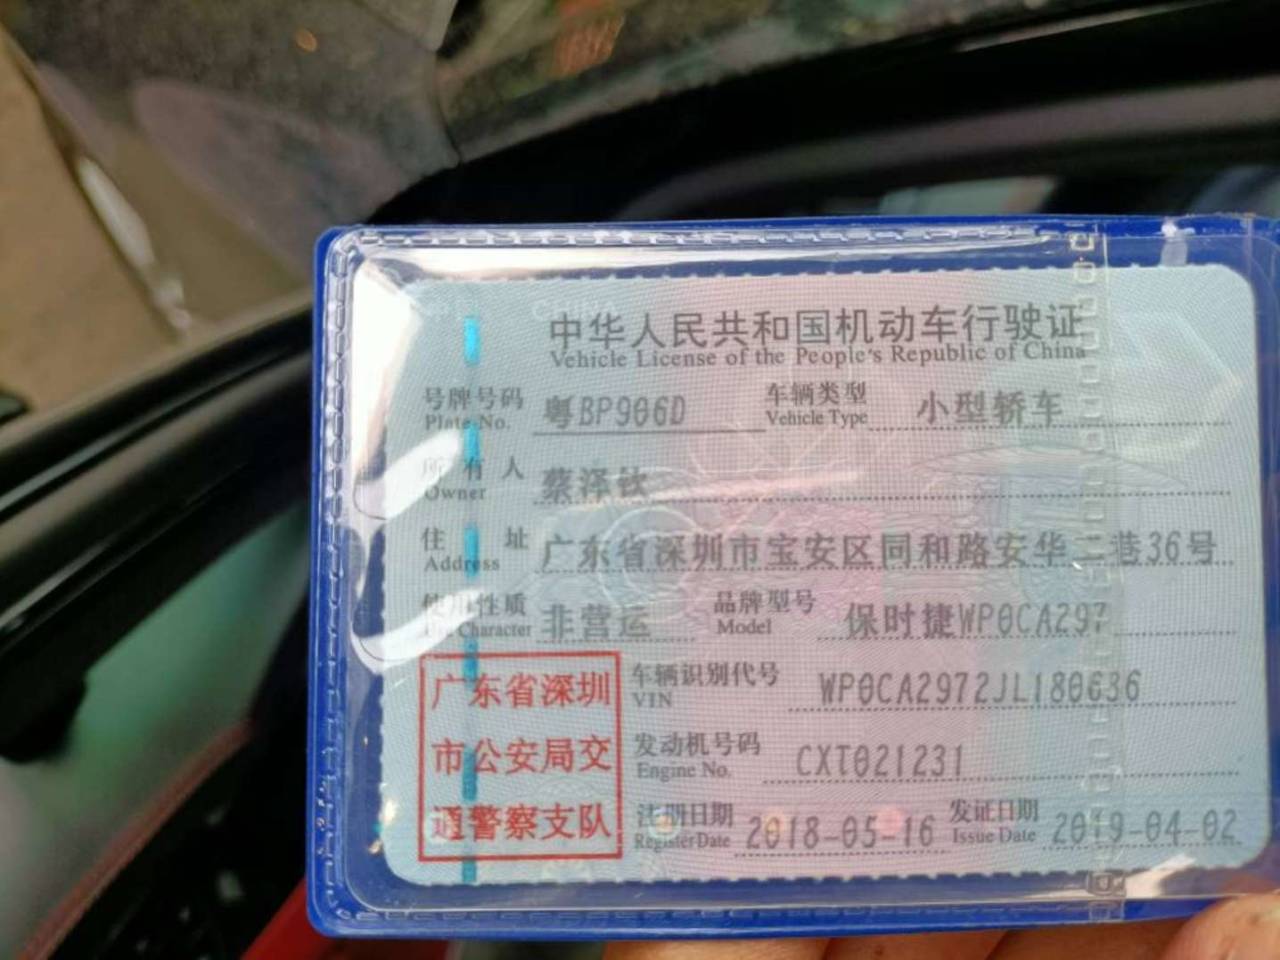 中华人民共和国机动车行驶证
Vehicle License of the People's Republic of China
号牌号码 粤BP906D 车辆类型 小型轿车
Plate No. Vehicle Type
所有人 蔡泽钦
Owner
住址 广东省深圳市宝安区同和路安华二巷36号
Address
使用性质 非营运 品牌型号 保时捷WP0CA297
Use Character Model
车辆识别代号 WP0CA2972JL180636
VIN
发动机号码 CXT021231
Engine No.
注册日期 2018-05-16 发证日期 2019-04-02
Register Date Issue Date
广东省深圳
市公安局交
通警察支队